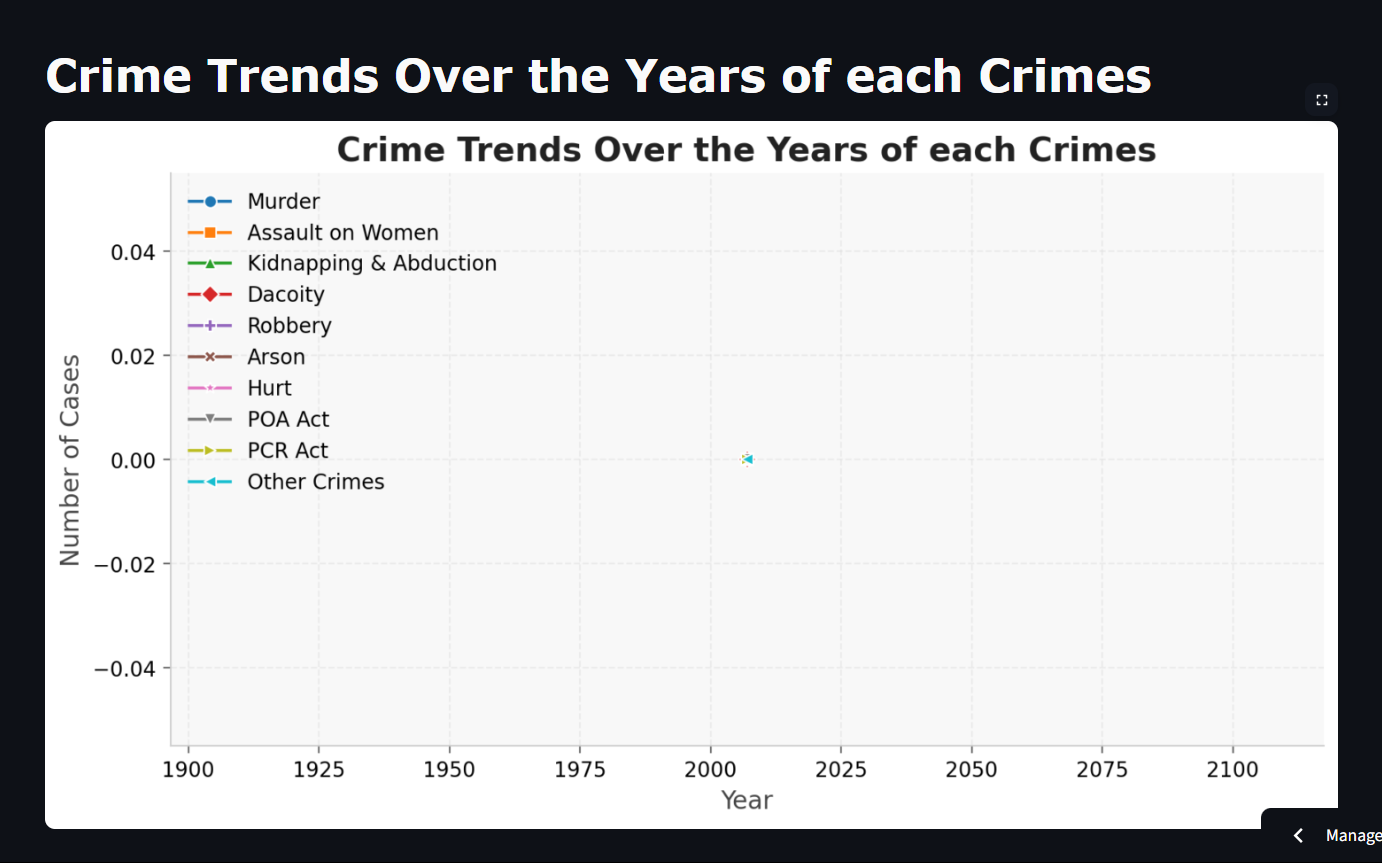 Crime Trends Over the Years of each Crimes
Crime Trends Over the Years of each Crimes
Murder
Assault on Women
Kidnapping & Abduction
Dacoity
Robbery
Arson
Hurt
POA Act
PCR Act
Other Crimes
Number of Cases
0.04
0.02
0.00
−0.02
−0.04
1900 1925 1950 1975 2000 2025 2050 2075 2100
Year
Manage